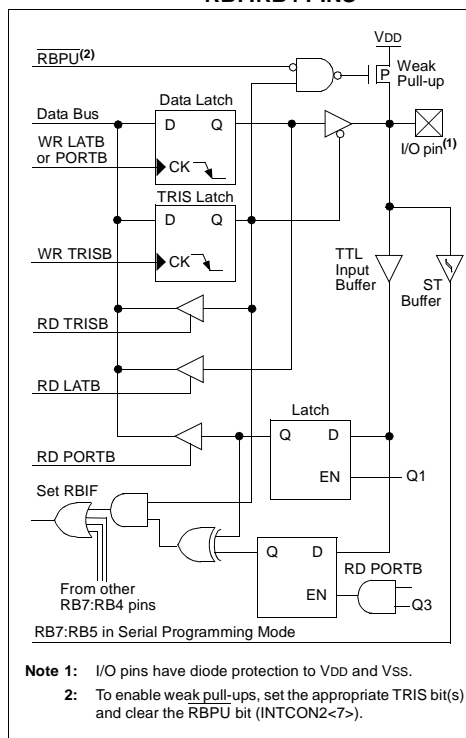 RBPU(2)
VDD
Weak
P
Pull-up
Data Bus
Data Latch
D Q
WR LATB
or PORTB
CK
I/O pin(1)
TRIS Latch
D Q
WR TRISB
CK
TTL
Input
Buffer
ST
Buffer
RD TRISB
RD LATB
Latch
Q D
RD PORTB
EN
Q1
Set RBIF
Q D
RD PORTB
EN
Q3
From other
RB7:RB4 pins
RB7:RB5 in Serial Programming Mode
Note 1: I/O pins have diode protection to VDD and VSS.
2: To enable weak pull-ups, set the appropriate TRIS bit(s)
and clear the RBPU bit (INTCON2<7>).